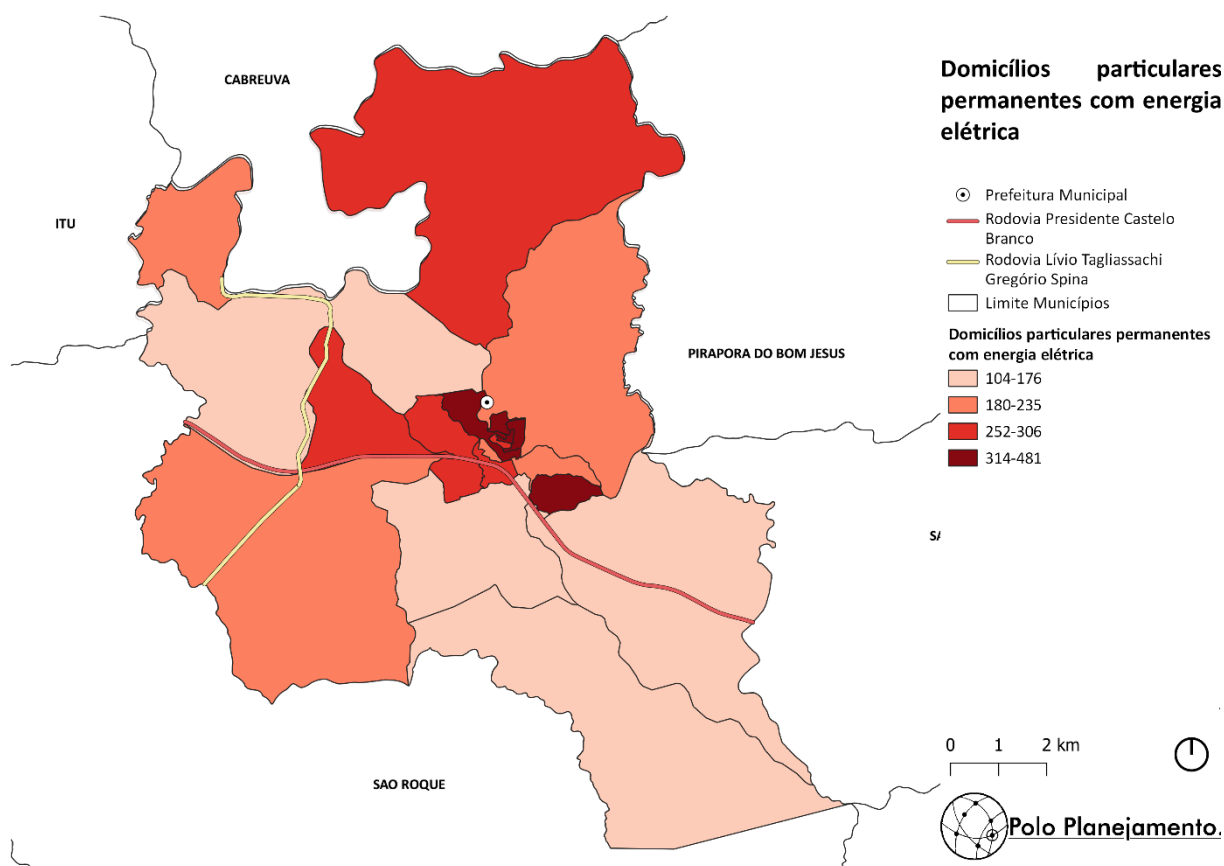 CABREUVA
ITU
PIRAPORA DO BOM JESUS
SAO ROQUE
Domicílios particulares
permanentes com energia
elétrica
Prefeitura Municipal
Rodovia Presidente Castelo
Branco
Rodovia Lívio Tagliassachi
Gregório Spina
Limite Municípios
Domicílios particulares permanentes
com energia elétrica
104-176
180-235
252-306
314-481
0 1 2 km
Polo Planejamento.